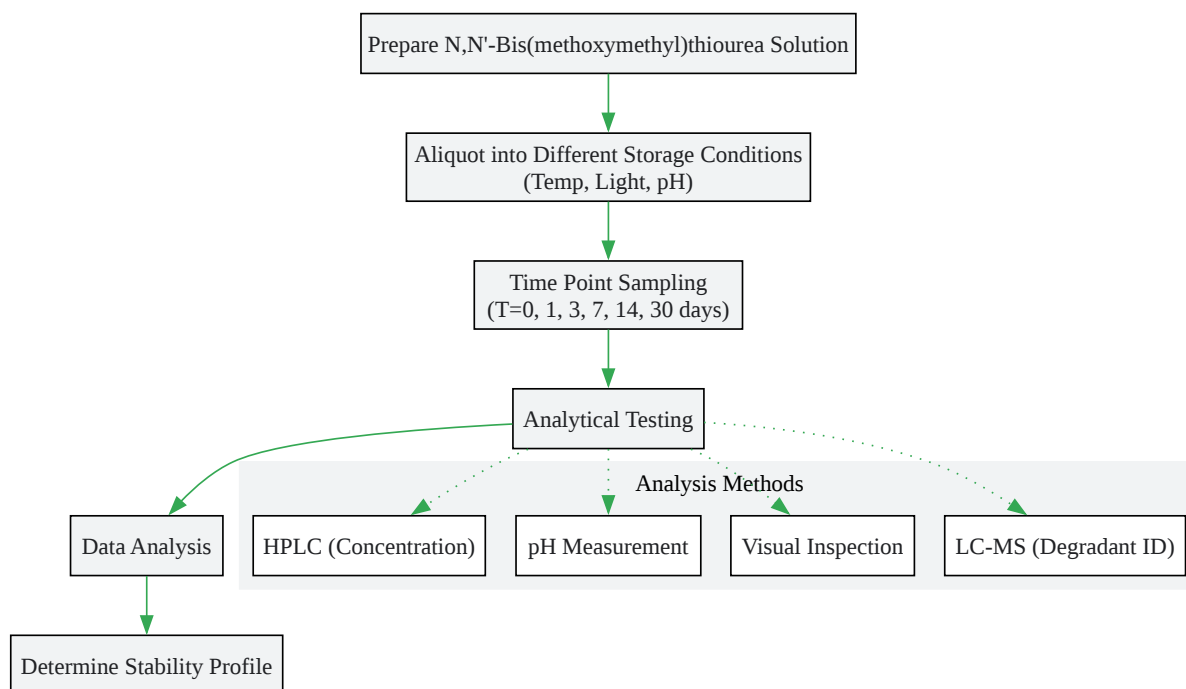 Prepare N,N'-Bis(methoxymethyl)thiourea Solution
Aliquot into Different Storage Conditions
(Temp, Light, pH)
Time Point Sampling
(T=0, 1, 3, 7, 14, 30 days)
Analytical Testing
Analysis Methods
Data Analysis
HPLC (Concentration)
pH Measurement
Visual Inspection
LC-MS (Degradant ID)
Determine Stability Profile